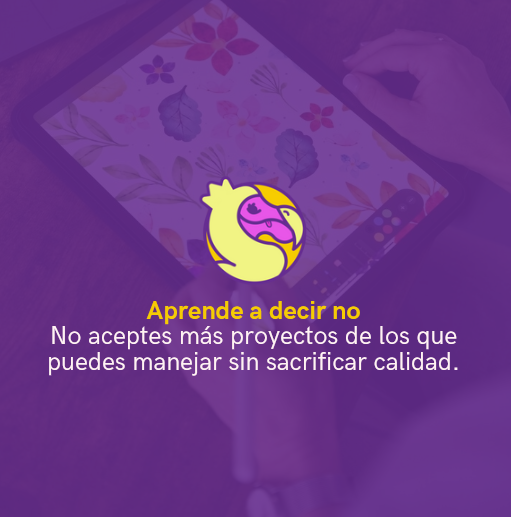 Aprende a decir no
No aceptes más proyectos de los que
puedes manejar sin sacrificar calidad.